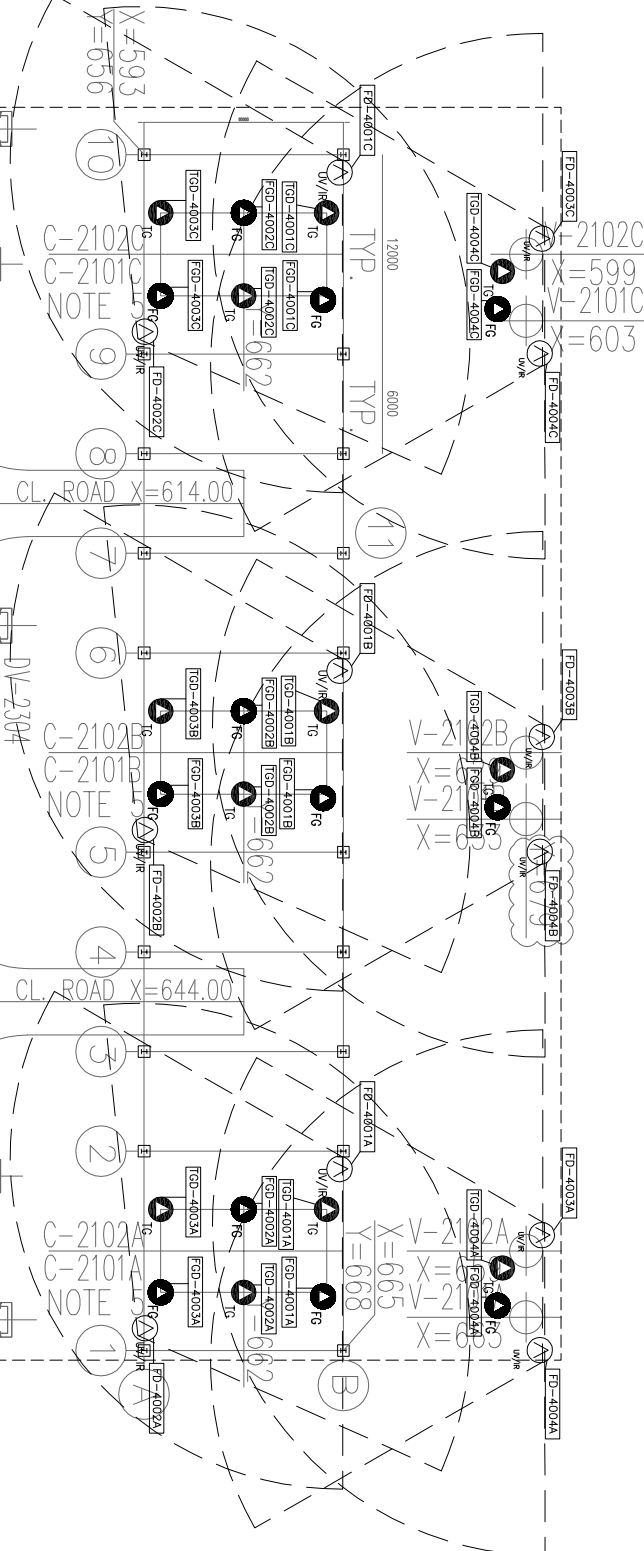 X=593
Y=656
10
FD-4001C
UV/IR
FD-4003C
UV/IR
TGD-4003C
TG
FGD-4002C
FG
TGD-4001C
TG
TGD-4004C
TG
V-2102C
C-2102C
C-2101C
NOTE
12000
TYP.
X=599
V-2101C
FGD-4003C
FG
TGD-4002C
TG
FGD-4001C
FG
FGD-4004C
FG
X=603
UV/IR
9
FD-4002C
662
6000
TYP.
UV/IR
FD-4004C
8
CL. ROAD X=614.00
11
7
FD-4001B
UV/IR
6
FD-4003B
UV/IR
DV-2304
TGD-4003B
TG
FGD-4002B
FG
TGD-4001B
TG
TGD-4004B
C-2102B
C-2101B
NOTE
FGD-4003B
FG
TGD-4002B
TG
FGD-4001B
FG
FGD-4004B
FG
UV/IR
5
FD-4002B
662
UV/IR
FD-4004B
4
CL. ROAD X=644.00
3
FD-4001A
UV/IR
2
FD-4003A
UV/IR
TGD-4003A
TG
FGD-4002A
FG
TGD-4001A
TG
TGD-4004A
C-2102A
C-2101A
NOTE
X=665
Y=668
FGD-4003A
FG
TGD-4002A
TG
FGD-4001A
FG
FGD-4004A
FG
UV/IR
1
FD-4002A
A
662
B
UV/IR
FD-4004A